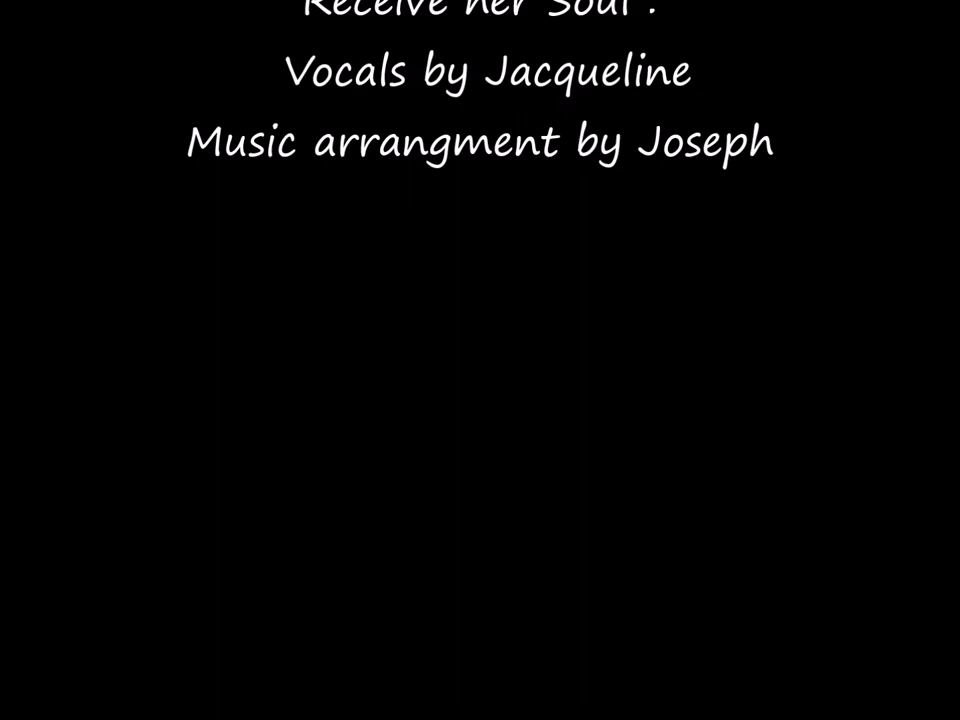 Receive her Soul .
Vocals by Jacqueline
Music arrangment by Joseph